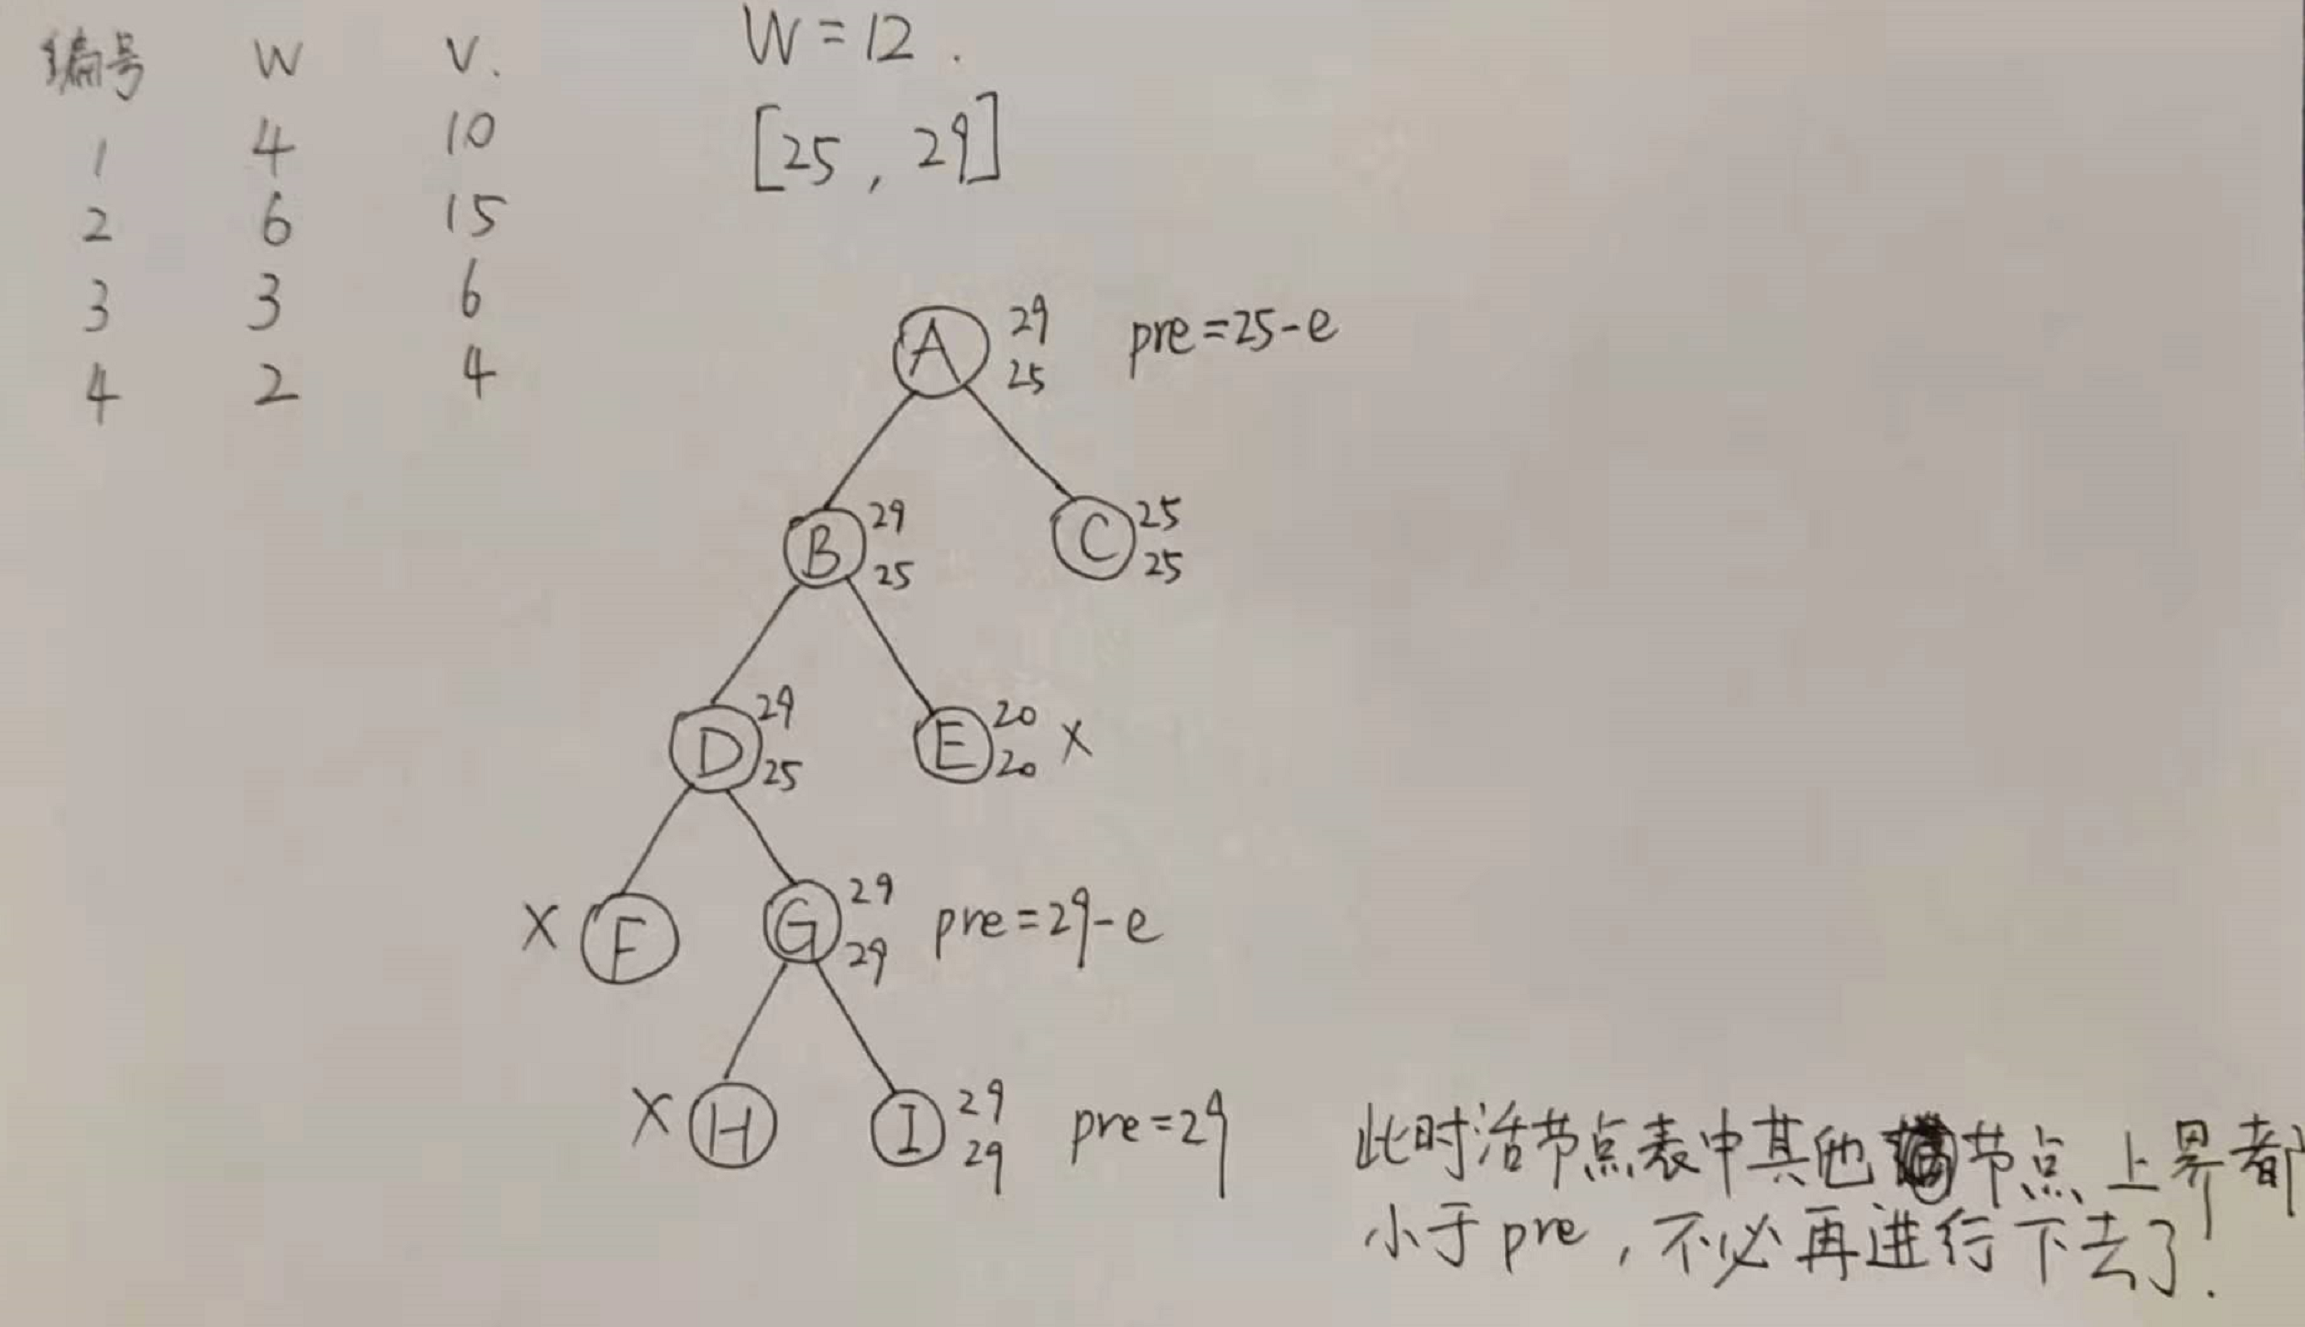 编号 W V.
1 4 10
2 6 15
3 3 6
4 2 4
W=12.
[25, 29]
A 29 25 pre=25-e
B 29 25
C 25 25
D 29 25
E 20 20 X
X F
G 29 29 pre=29-e
X H
I 29 29 pre=29
此时活节点表中其他节点上界都
小于pre,不必再进行下去了.